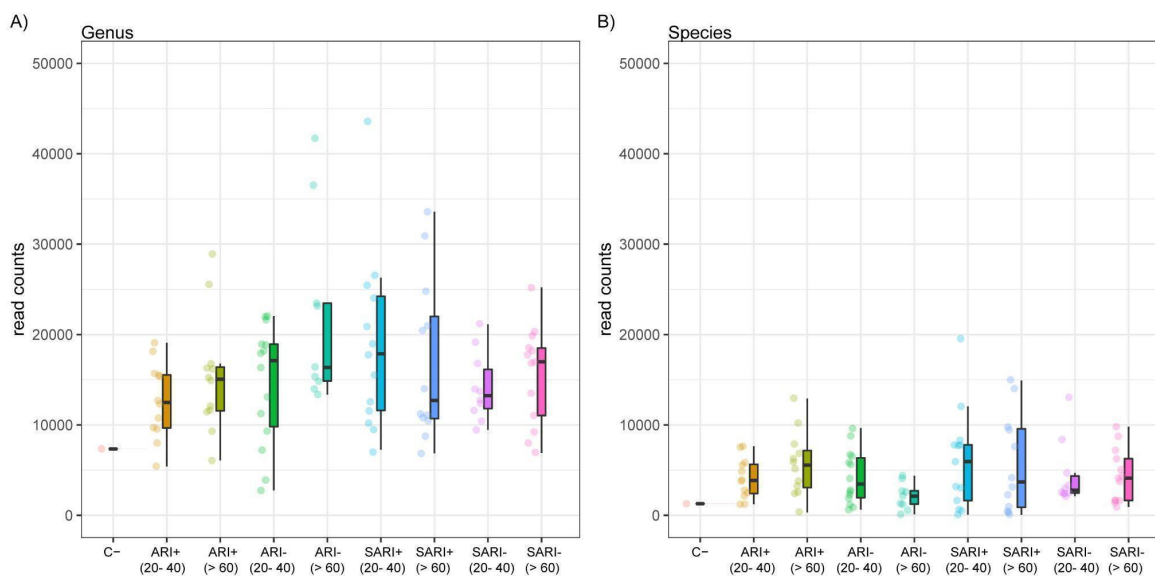 A)
Genus
read counts
50000
40000
30000
20000
10000
0
C−
ARI+
(20- 40)
ARI+
(> 60)
ARI-
(20- 40)
ARI-
(> 60)
SARI+
(20- 40)
SARI+
(> 60)
SARI-
(20- 40)
SARI-
(> 60)
B)
Species
read counts
50000
40000
30000
20000
10000
0
C−
ARI+
(20- 40)
ARI+
(> 60)
ARI-
(20- 40)
ARI-
(> 60)
SARI+
(20- 40)
SARI+
(> 60)
SARI-
(20- 40)
SARI-
(> 60)